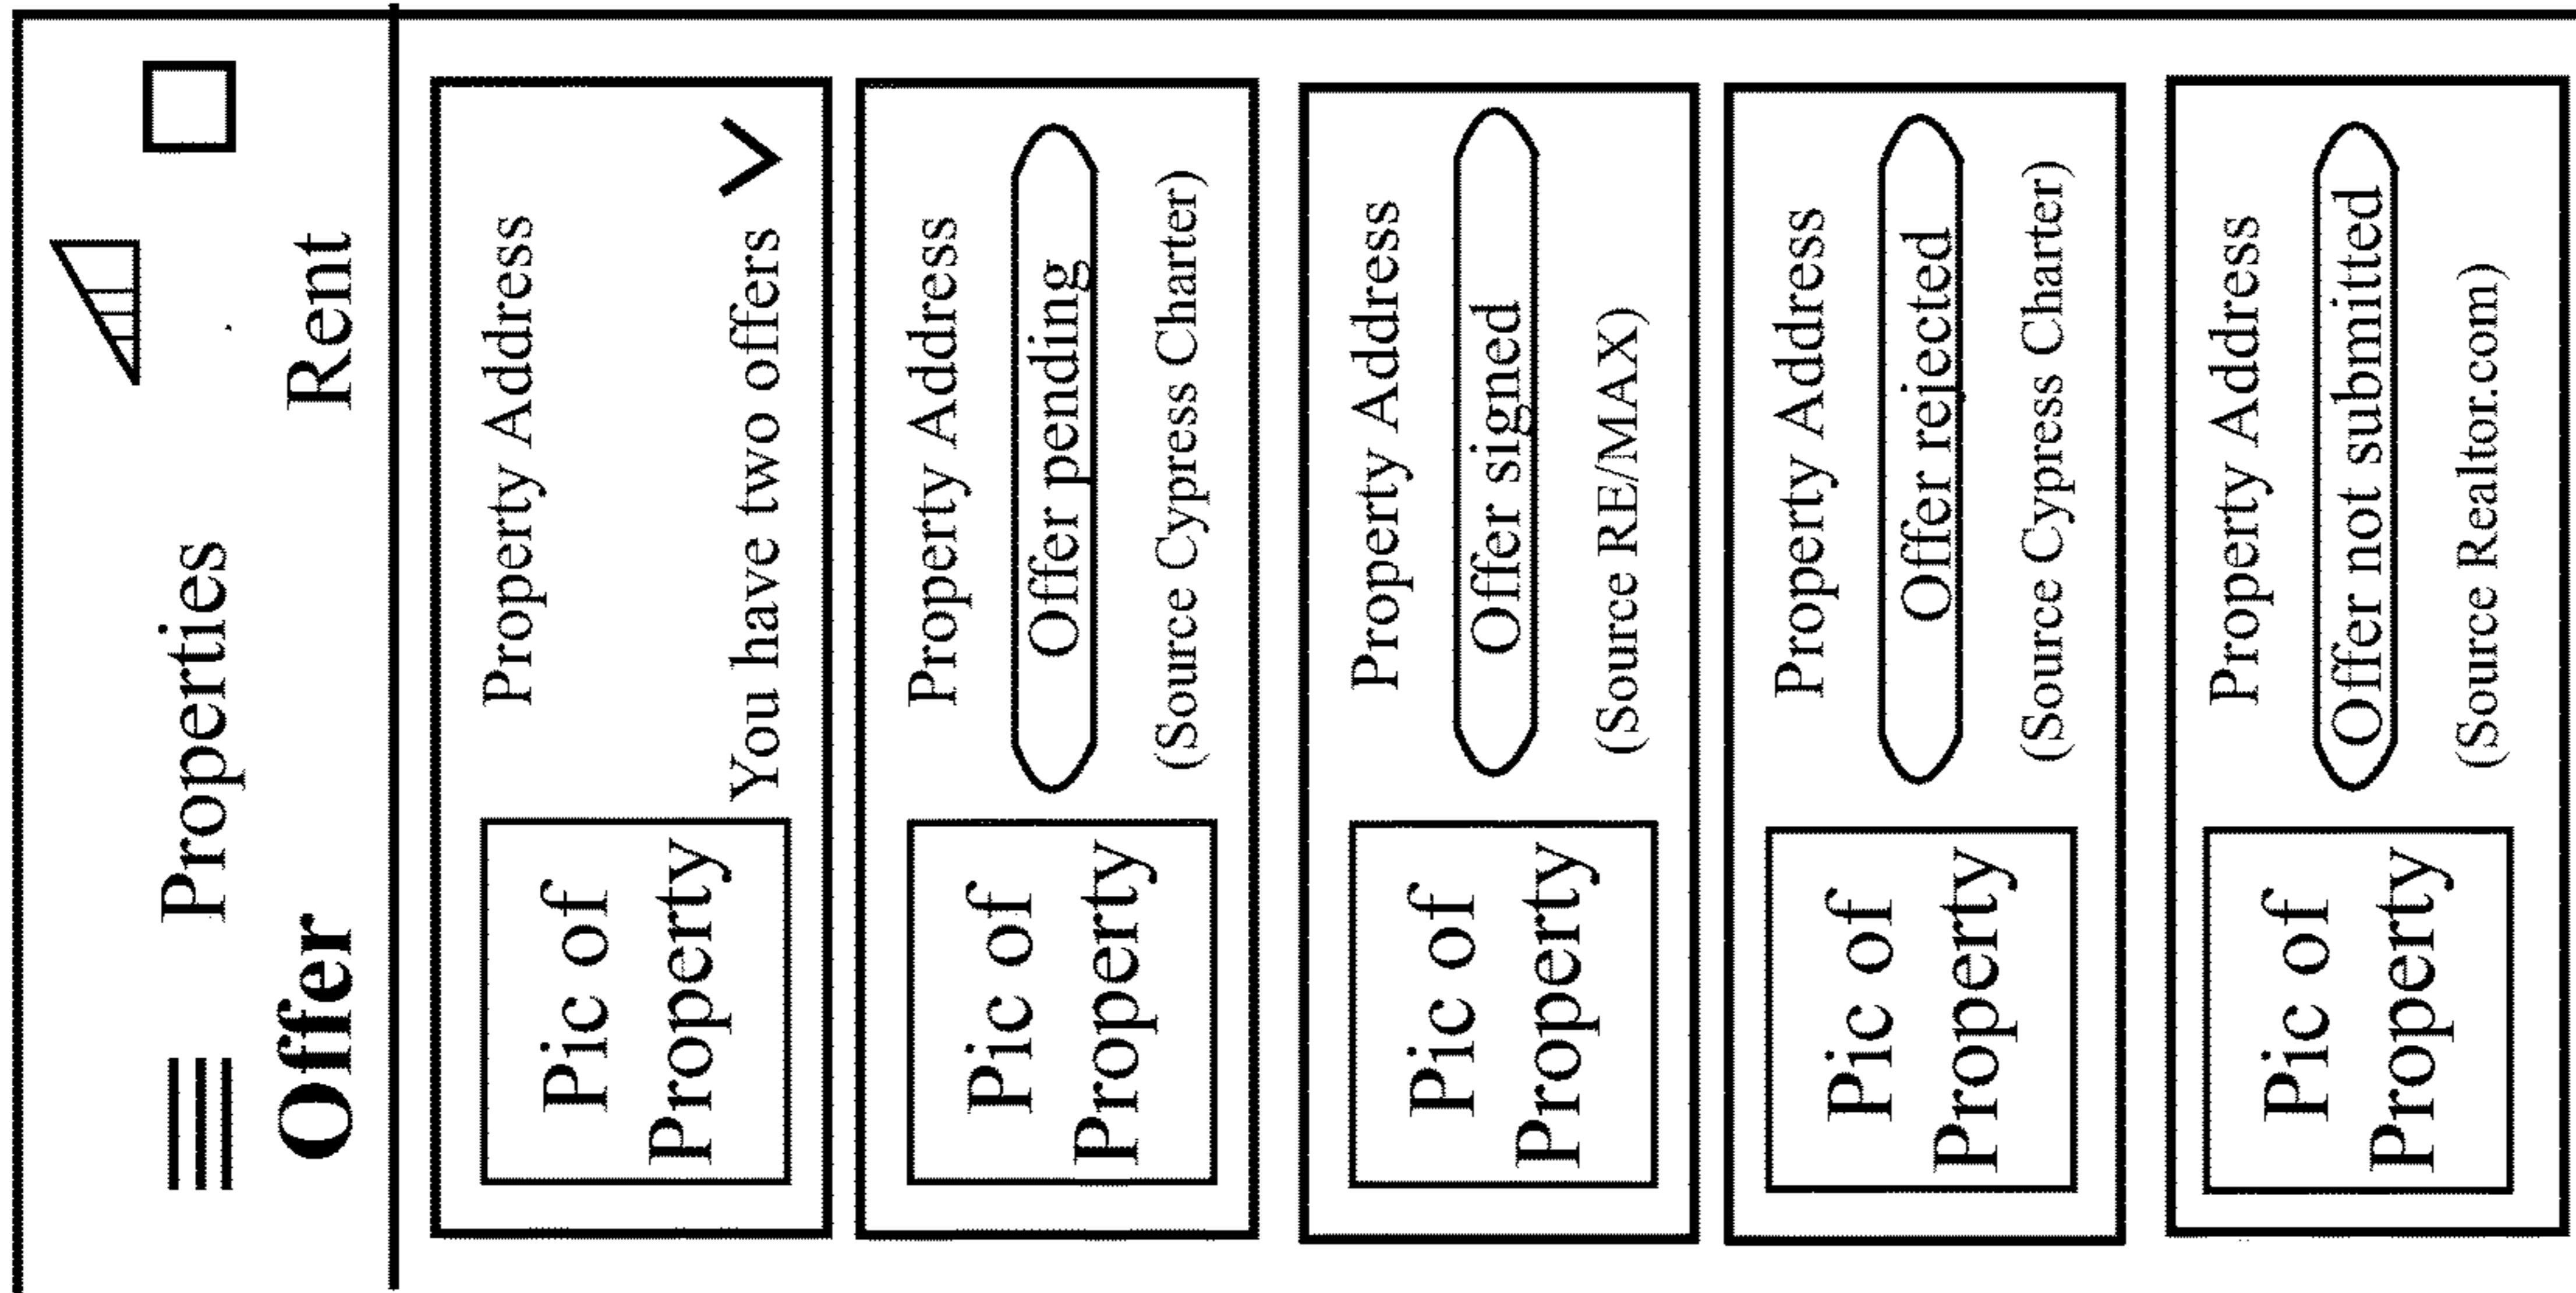 Properties
Offer Rent
Pic of
Property
Property Address
You have two offers
Pic of
Property
Property Address
Offer pending
(Source Cypress Charter)
Pic of
Property
Property Address
Offer signed
(Source RE/MAX)
Pic of
Property
Property Address
Offer rejected
(Source Cypress Charter)
Pic of
Property
Property Address
Offer not submitted
(Source Realtor.com)